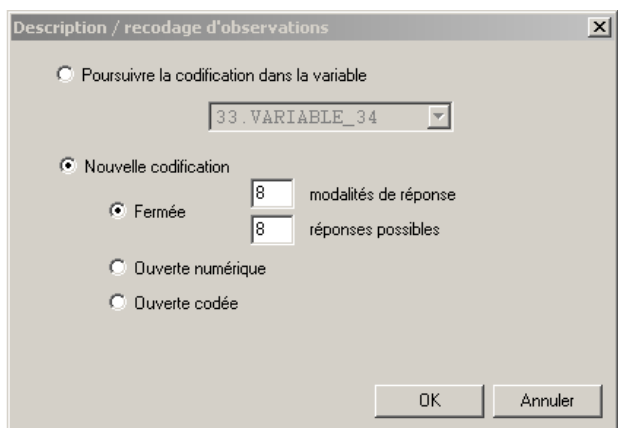 Description / recodage d'observations
Poursuivre la codification dans la variable
33.VARIABLE_34
Nouvelle codification
Fermée
8 modalités de réponse
8 réponses possibles
Ouverte numérique
Ouverte codée
OK Annuler